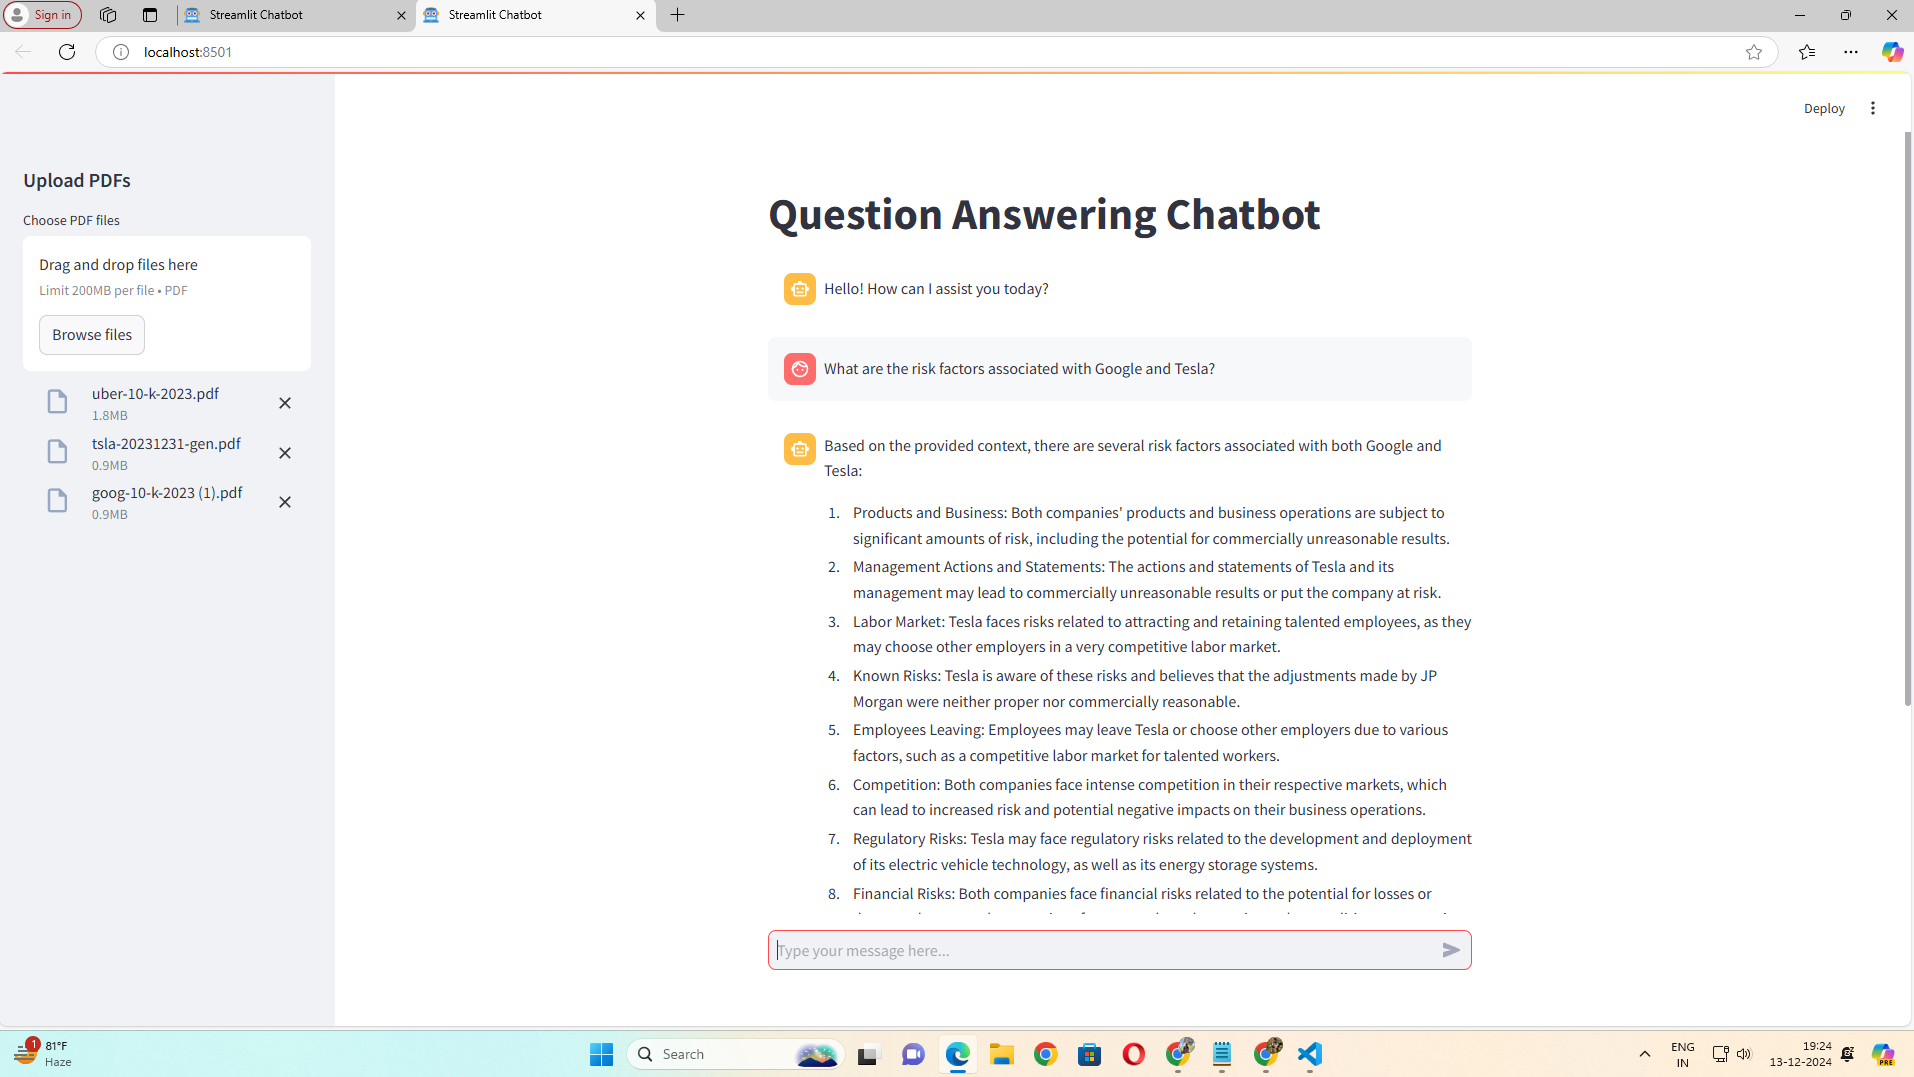 Sign in
Streamlit Chatbot
Streamlit Chatbot
localhost:8501
Deploy
Upload PDFs
Choose PDF files
Drag and drop files here
Limit 200MB per file • PDF
Browse files
uber-10-k-2023.pdf
1.8MB
tsla-20231231-gen.pdf
0.9MB
goog-10-k-2023 (1).pdf
0.9MB
Question Answering Chatbot
Hello! How can I assist you today?
What are the risk factors associated with Google and Tesla?
Based on the provided context, there are several risk factors associated with both Google and
Tesla:
1. Products and Business: Both companies' products and business operations are subject to
significant amounts of risk, including the potential for commercially unreasonable results.
2. Management Actions and Statements: The actions and statements of Tesla and its
management may lead to commercially unreasonable results or put the company at risk.
3. Labor Market: Tesla faces risks related to attracting and retaining talented employees, as they
may choose other employers in a very competitive labor market.
4. Known Risks: Tesla is aware of these risks and believes that the adjustments made by JP
Morgan were neither proper nor commercially reasonable.
5. Employees Leaving: Employees may leave Tesla or choose other employers due to various
factors, such as a competitive labor market for talented workers.
6. Competition: Both companies face intense competition in their respective markets, which
can lead to increased risk and potential negative impacts on their business operations.
7. Regulatory Risks: Tesla may face regulatory risks related to the development and deployment
of its electric vehicle technology, as well as its energy storage systems.
8. Financial Risks: Both companies face financial risks related to the potential for losses or
Type your message here...
1
81°F
Haze
Search
ENG
IN
19:24
13-12-2024
PRE